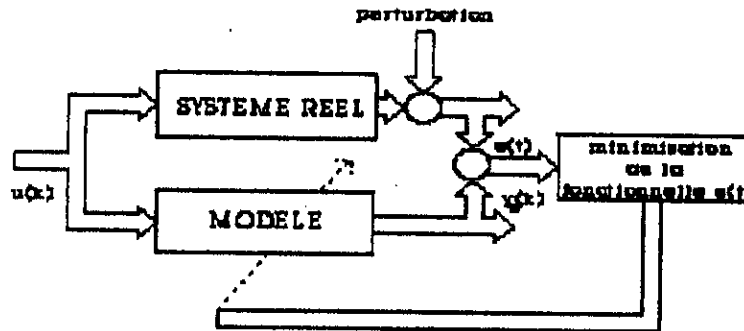 perturbation
SYSTEME REEL
e(t)
minimisation
de la
fonctionnelle e(t
u(k)
MODELE